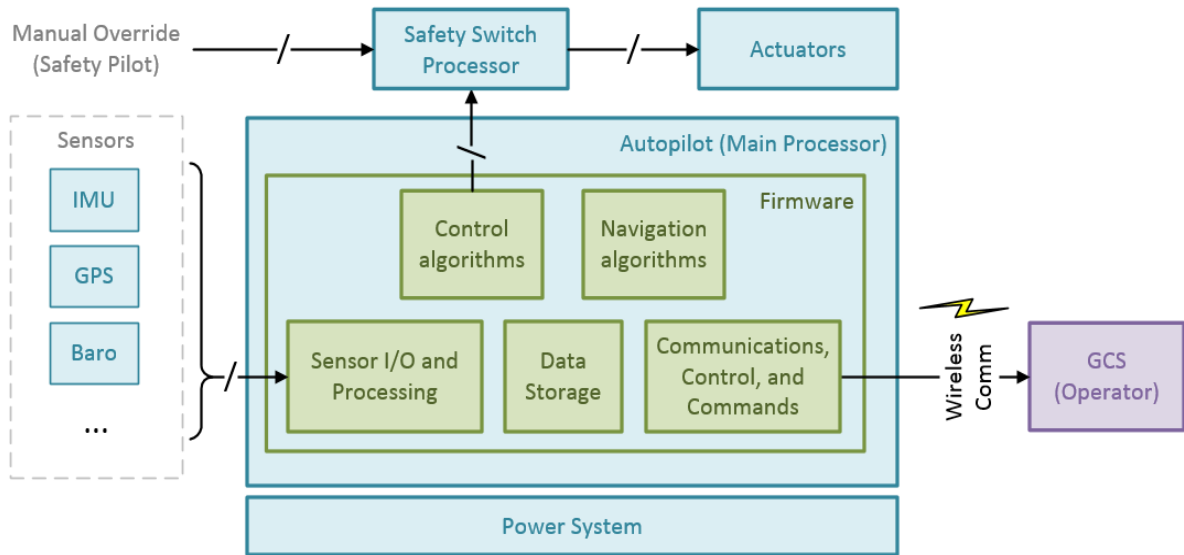 Manual Override
(Safety Pilot)
Safety Switch
Processor
Actuators
Sensors
IMU
GPS
Baro
...
Autopilot (Main Processor)
Firmware
Control
algorithms
Navigation
algorithms
Sensor I/O and
Processing
Data
Storage
Communications,
Control, and
Commands
Wireless
Comm
GCS
(Operator)
Power System